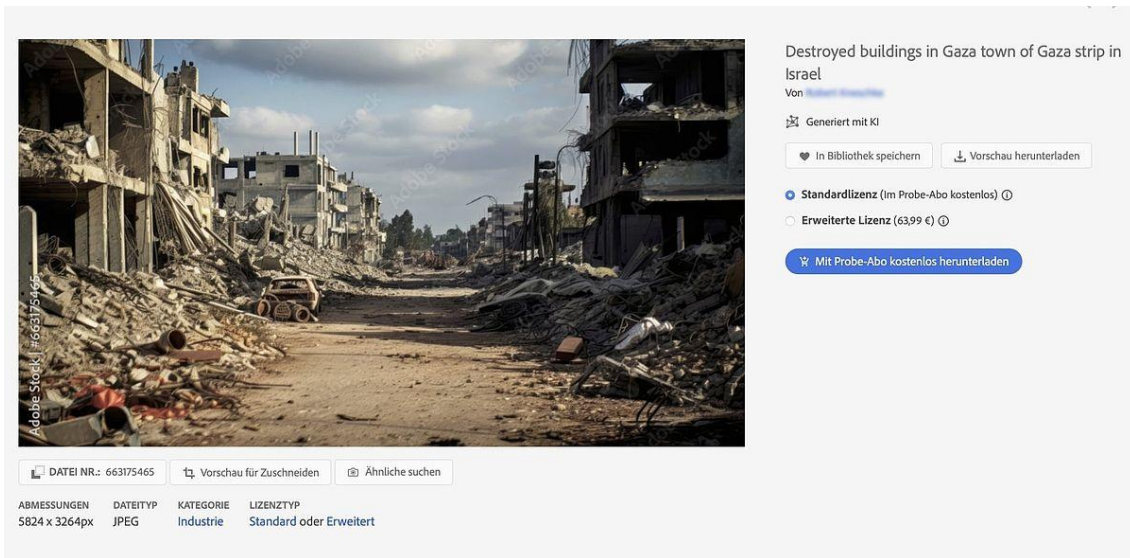 Destroyed buildings in Gaza town of Gaza strip in
Israel
Von
Generiert mit KI
In Bibliothek speichern
Vorschau herunterladen
Standardlizenz (Im Probe-Abo kostenlos)
Erweiterte Lizenz (63,99 €)
Mit Probe-Abo kostenlos herunterladen
Adobe Stock
Adobe Stock | #663175465
DATEI NR.: 663175465
Vorschau für Zuschneiden
Ähnliche suchen
ABMESSUNGEN DATEITYP KATEGORIE LIZENZTYP
5824 x 3264px JPEG Industrie Standard oder Erweitert